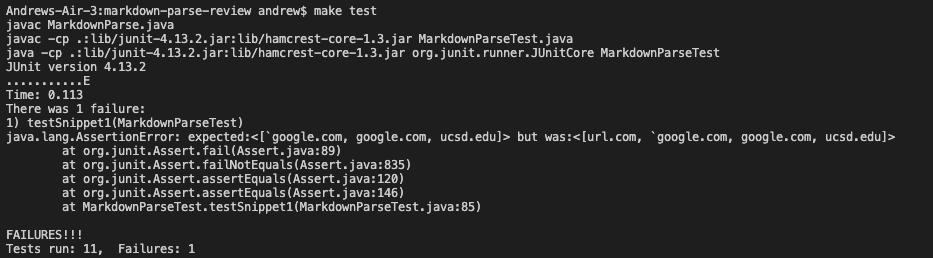 Andrews-Air-3:markdown-parse-review andrew$ make test
javac MarkdownParse.java
javac -cp .:lib/junit-4.13.2.jar:lib/hamcrest-core-1.3.jar MarkdownParseTest.java
java -cp .:lib/junit-4.13.2.jar:lib/hamcrest-core-1.3.jar org.junit.runner.JUnitCore MarkdownParseTest
JUnit version 4.13.2
...........E
Time: 0.113
There was 1 failure:
1) testSnippet1(MarkdownParseTest)
java.lang.AssertionError: expected:<[`google.com, google.com, ucsd.edu]> but was:<[url.com, `google.com, google.com, ucsd.edu]>
        at org.junit.Assert.fail(Assert.java:89)
        at org.junit.Assert.failNotEquals(Assert.java:835)
        at org.junit.Assert.assertEquals(Assert.java:120)
        at org.junit.Assert.assertEquals(Assert.java:146)
        at MarkdownParseTest.testSnippet1(MarkdownParseTest.java:85)

FAILURES!!!
Tests run: 11,  Failures: 1